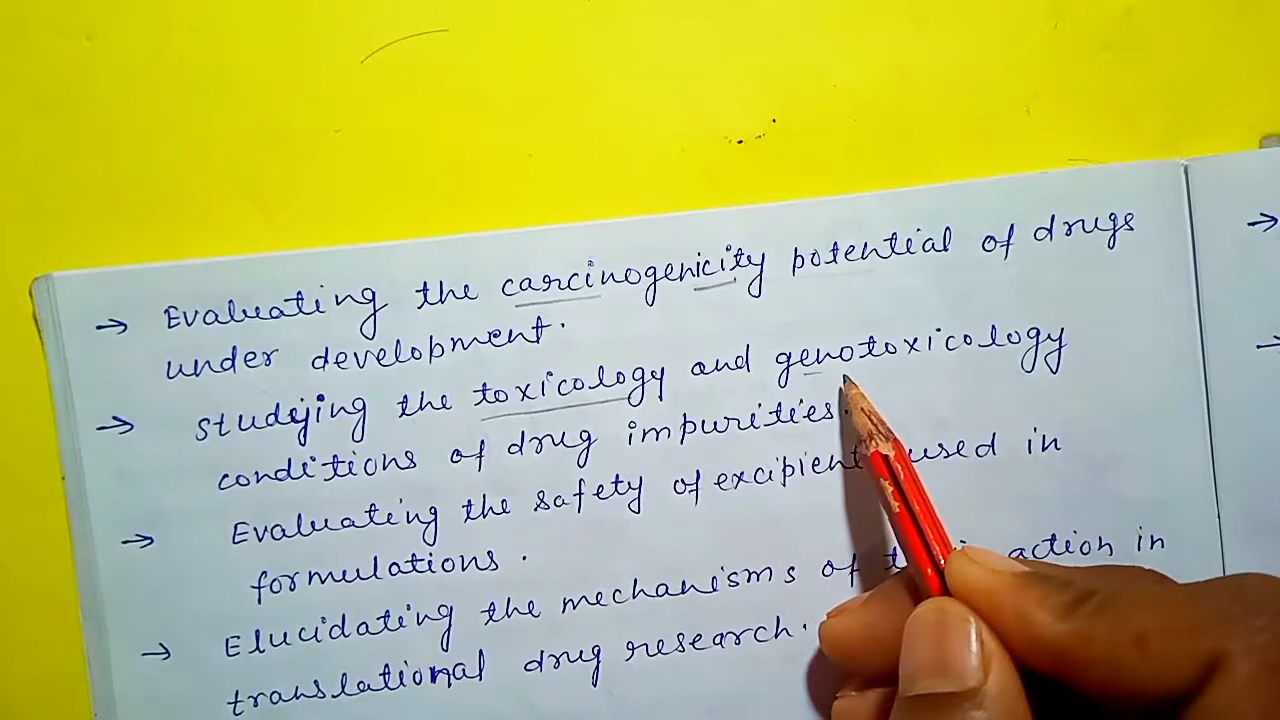 → Evaluating the carcinogenicity potential of drugs
under development.
→ Studying the toxicology and genotoxicology
conditions of drug impurities.
→ Evaluating the safety of excipient used in
formulations.
→ Elucidating the mechanisms of action in
translational drug research.
→
→